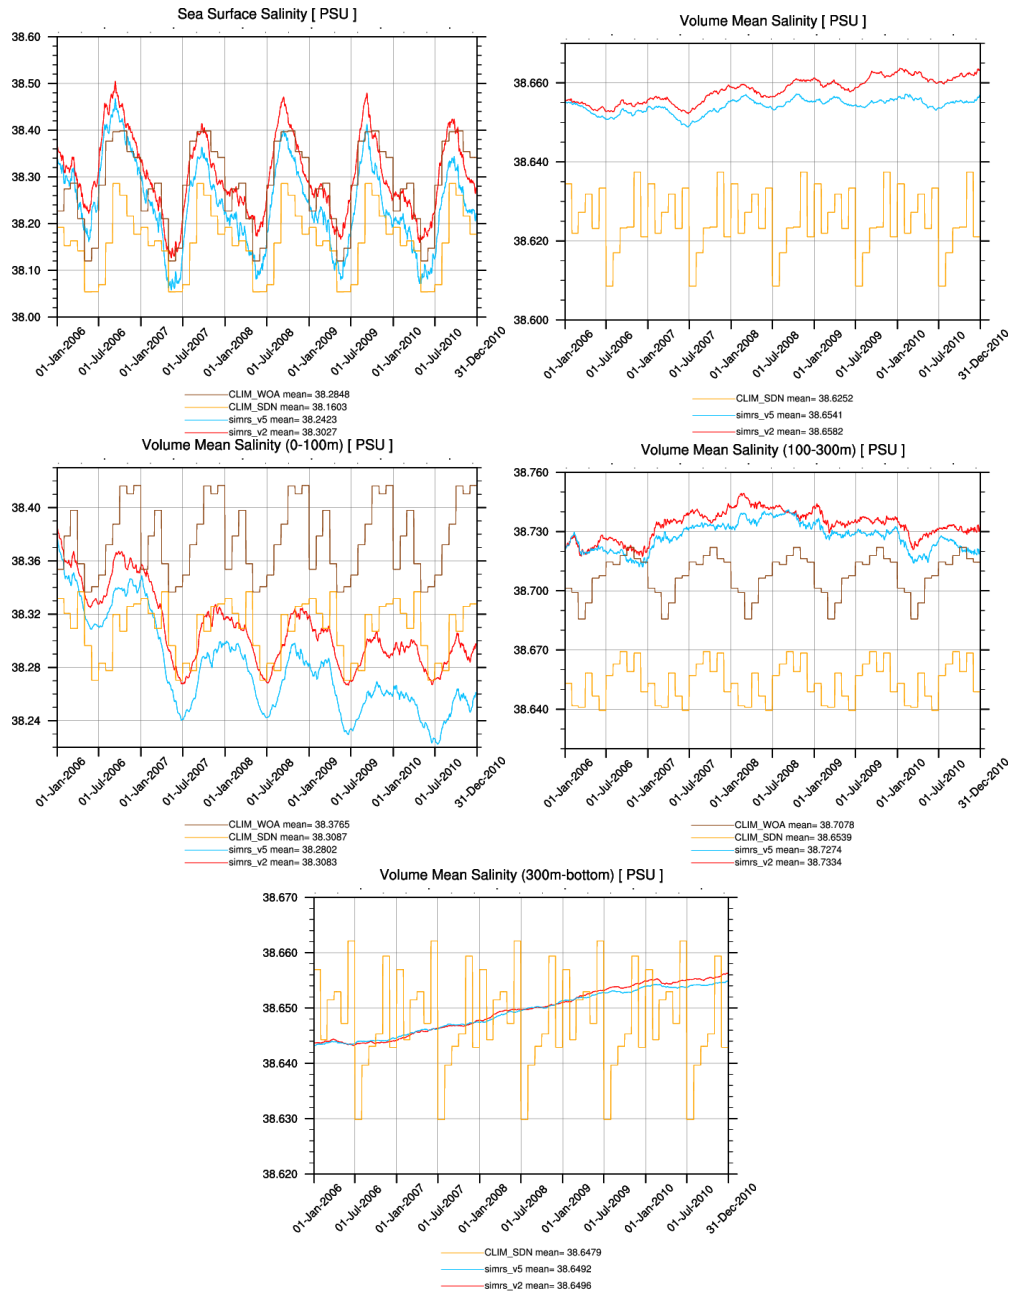 Sea Surface Salinity [ PSU ]
38.60
38.50
38.40
38.30
38.20
38.10
38.00
01-Jan-2006
01-Jul-2006
01-Jan-2007
01-Jul-2007
01-Jan-2008
01-Jul-2008
01-Jan-2009
01-Jul-2009
01-Jan-2010
01-Jul-2010
31-Dec-2010
CLIM_WOA mean= 38.2848
CLIM_SDN mean= 38.1603
simrs_v5 mean= 38.2423
simrs_v2 mean= 38.3027
Volume Mean Salinity [ PSU ]
38.660
38.640
38.620
38.600
01-Jan-2006
01-Jul-2006
01-Jan-2007
01-Jul-2007
01-Jan-2008
01-Jul-2008
01-Jan-2009
01-Jul-2009
01-Jan-2010
01-Jul-2010
31-Dec-2010
CLIM_SDN mean= 38.6252
simrs_v5 mean= 38.6541
simrs_v2 mean= 38.6582
Volume Mean Salinity (0-100m) [ PSU ]
38.40
38.36
38.32
38.28
38.24
01-Jan-2006
01-Jul-2006
01-Jan-2007
01-Jul-2007
01-Jan-2008
01-Jul-2008
01-Jan-2009
01-Jul-2009
01-Jan-2010
01-Jul-2010
31-Dec-2010
CLIM_WOA mean= 38.3765
CLIM_SDN mean= 38.3087
simrs_v5 mean= 38.2802
simrs_v2 mean= 38.3083
Volume Mean Salinity (100-300m) [ PSU ]
38.760
38.730
38.700
38.670
38.640
01-Jan-2006
01-Jul-2006
01-Jan-2007
01-Jul-2007
01-Jan-2008
01-Jul-2008
01-Jan-2009
01-Jul-2009
01-Jan-2010
01-Jul-2010
31-Dec-2010
CLIM_WOA mean= 38.7078
CLIM_SDN mean= 38.6539
simrs_v5 mean= 38.7274
simrs_v2 mean= 38.7334
Volume Mean Salinity (300m-bottom) [ PSU ]
38.670
38.660
38.650
38.640
38.630
38.620
01-Jan-2006
01-Jul-2006
01-Jan-2007
01-Jul-2007
01-Jan-2008
01-Jul-2008
01-Jan-2009
01-Jul-2009
01-Jan-2010
01-Jul-2010
31-Dec-2010
CLIM_SDN mean= 38.6479
simrs_v5 mean= 38.6492
simrs_v2 mean= 38.6496